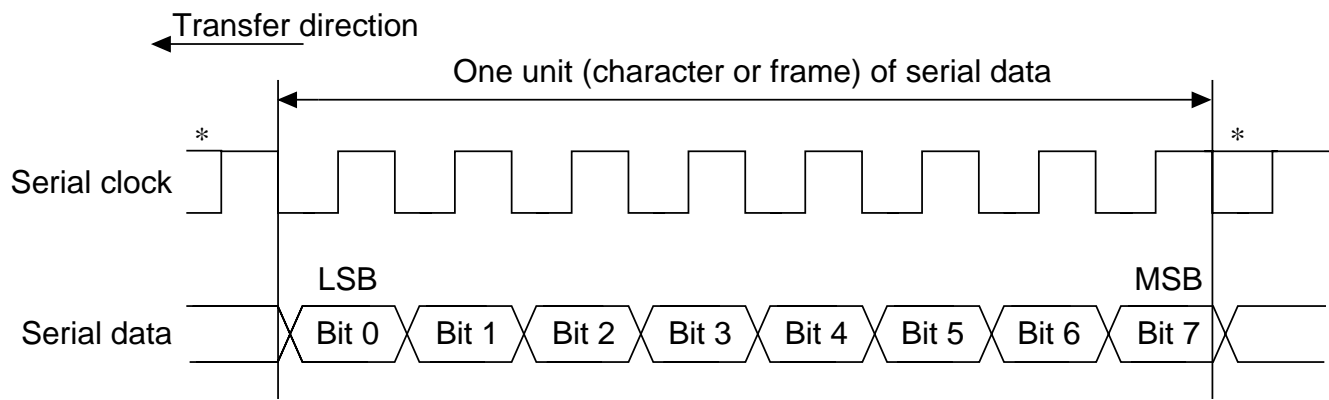 Transfer direction
One unit (character or frame) of serial data
* *
Serial clock
LSB MSB
Serial data Bit 0 Bit 1 Bit 2 Bit 3 Bit 4 Bit 5 Bit 6 Bit 7